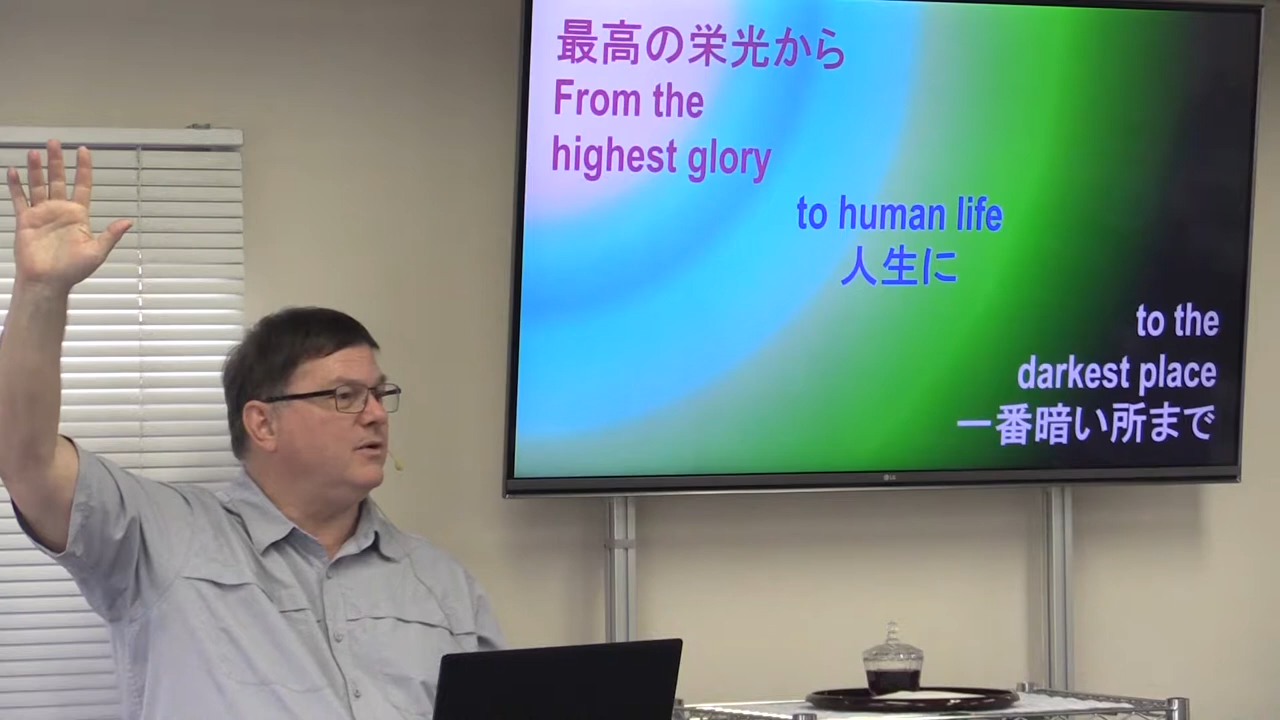 最高の栄光から
From the
highest glory
to human life
人生に
to the
darkest place
一番暗い所まで
LG